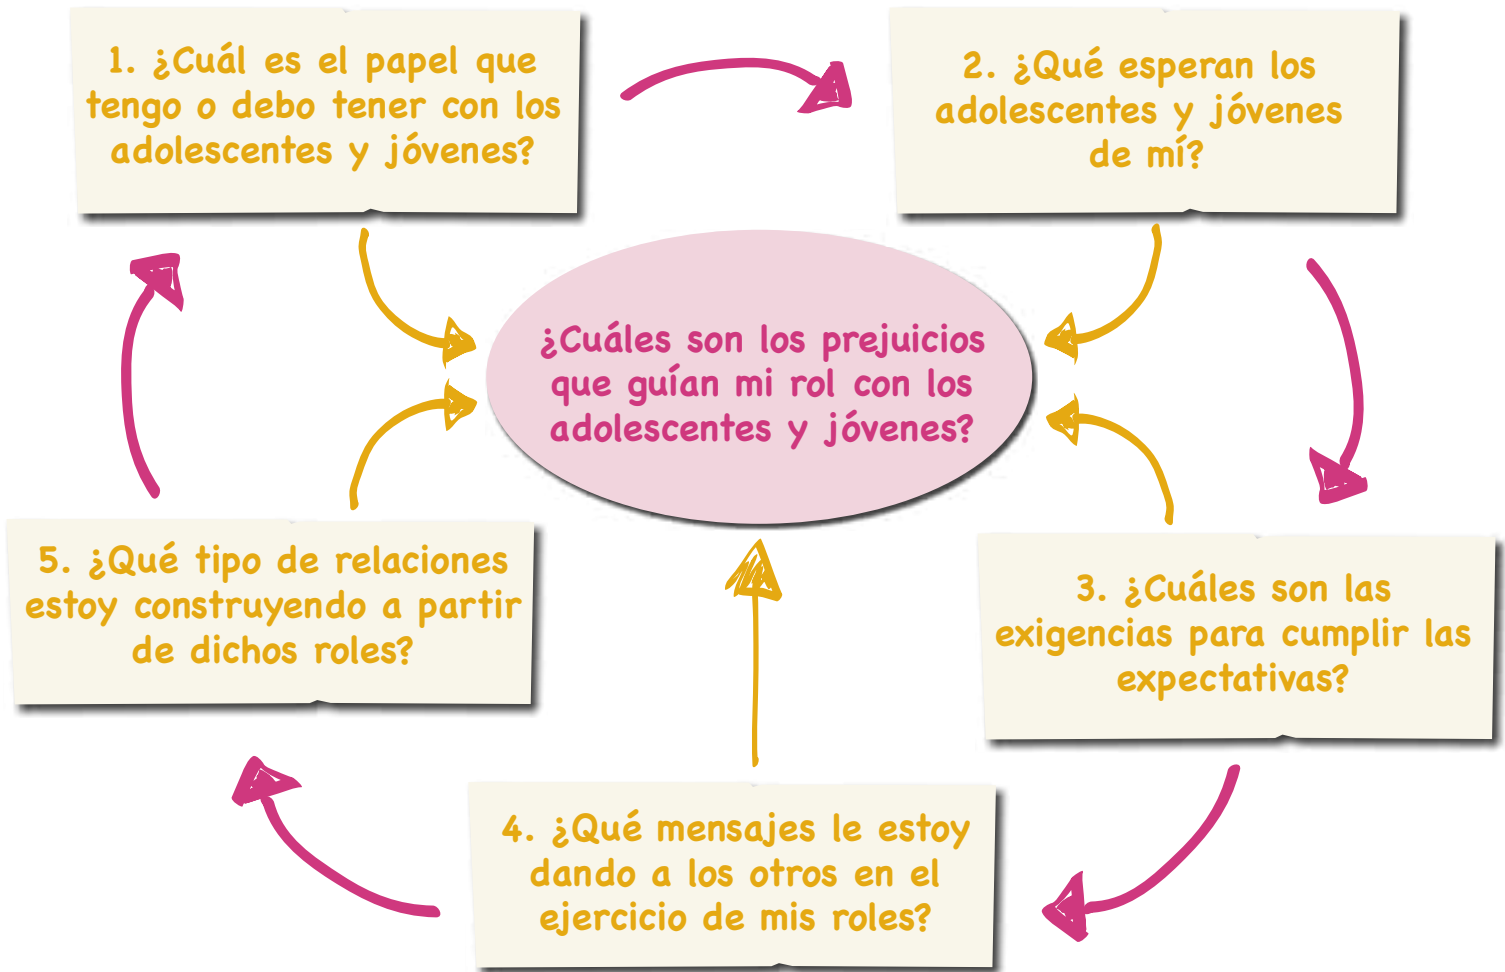 1. ¿Cuál es el papel que
tengo o debo tener con los
adolescentes y jóvenes?
2. ¿Qué esperan los
adolescentes y jóvenes
de mí?
¿Cuáles son los prejuicios
que guían mi rol con los
adolescentes y jóvenes?
3. ¿Cuáles son las
exigencias para cumplir las
expectativas?
4. ¿Qué mensajes le estoy
dando a los otros en el
ejercicio de mis roles?
5. ¿Qué tipo de relaciones
estoy construyendo a partir
de dichos roles?